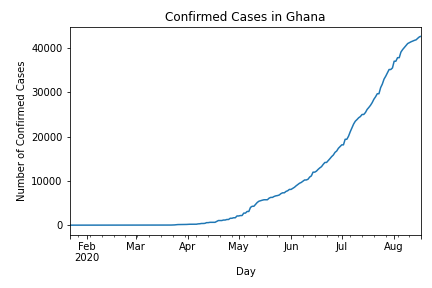 Confirmed Cases in Ghana
Number of Confirmed Cases
40000
30000
20000
10000
0
Feb Mar Apr May Jun Jul Aug
2020
Day